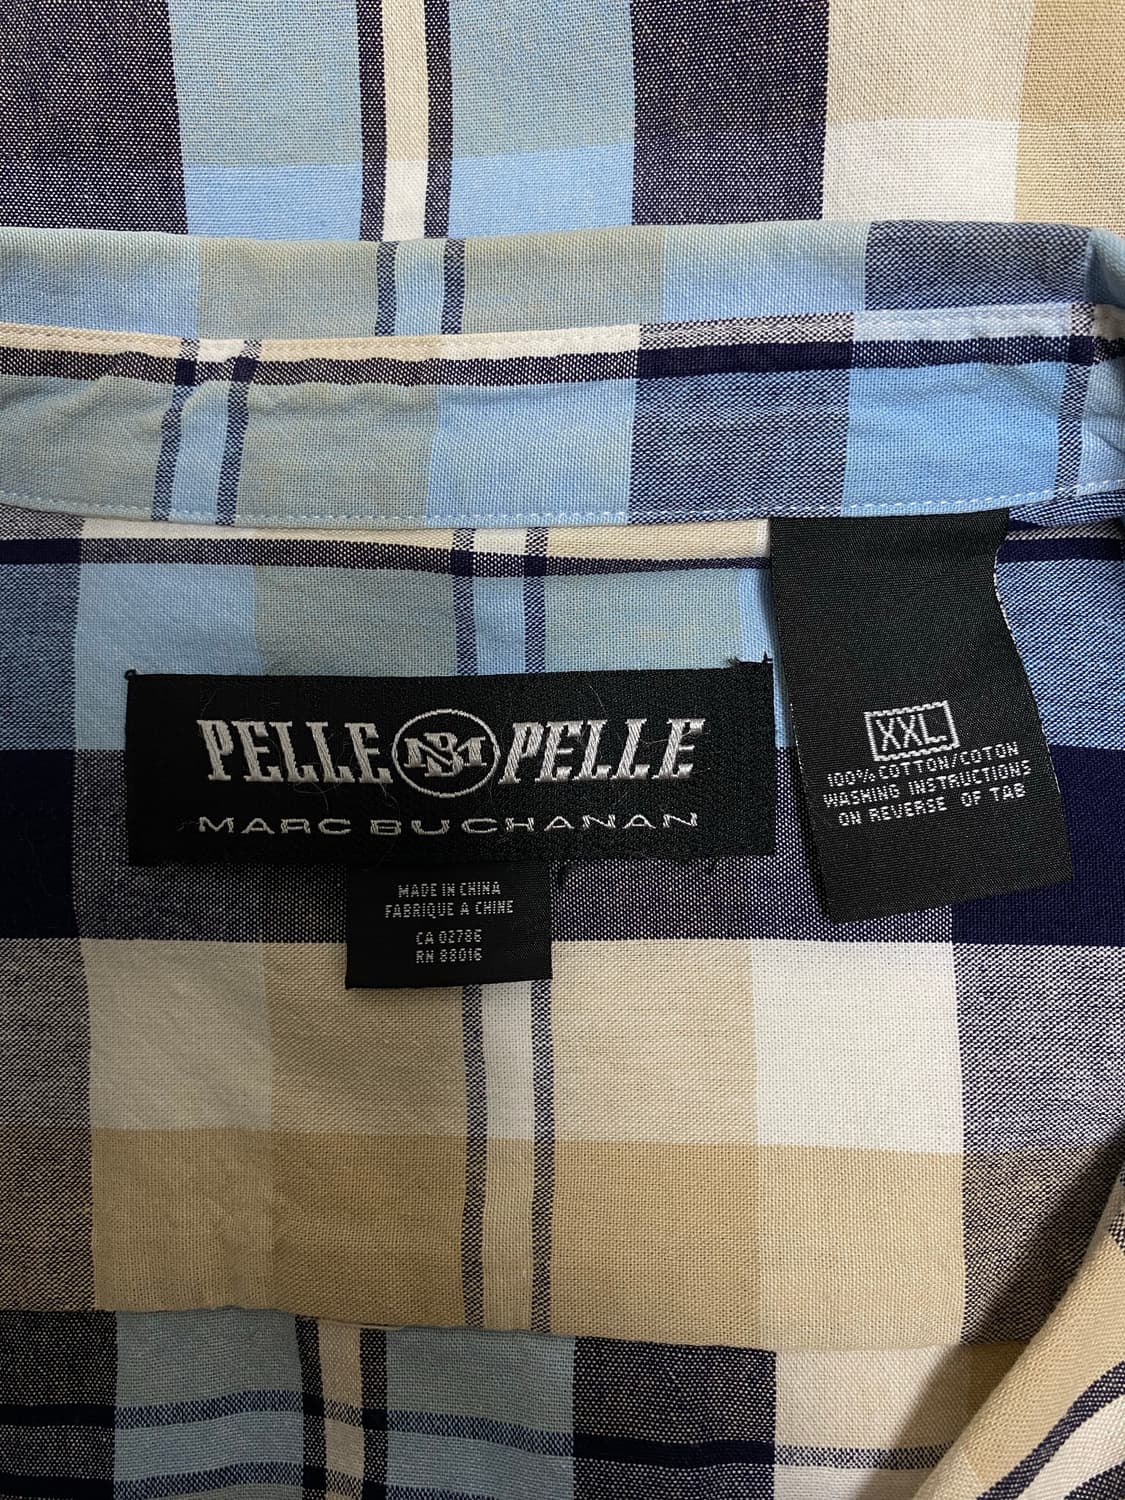 PELLE MB PELLE
MARC BUCHANAN
MADE IN CHINA
FABRIQUE A CHINE
CA 02786
RN 88016
XXL
100% COTTON/COTON
WASHING INSTRUCTIONS
ON REVERSE OF TAB